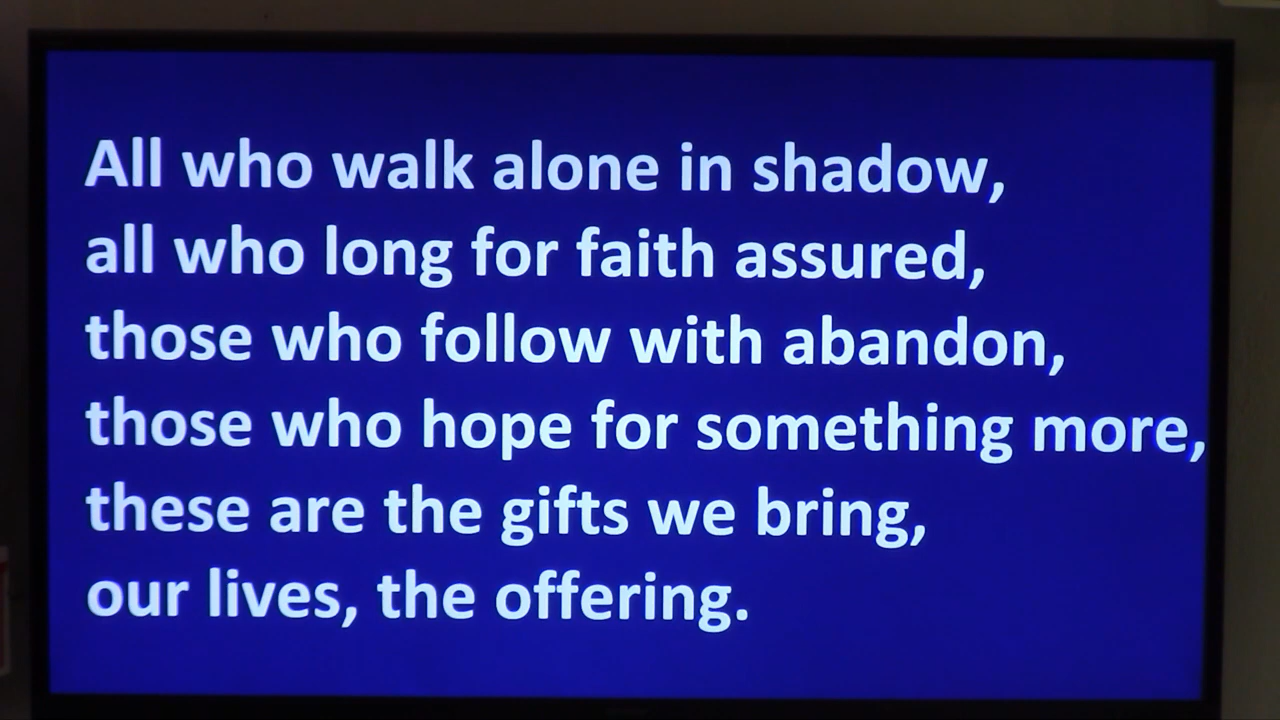 All who walk alone in shadow,
all who long for faith assured,
those who follow with abandon,
those who hope for something more,
these are the gifts we bring,
our lives, the offering.